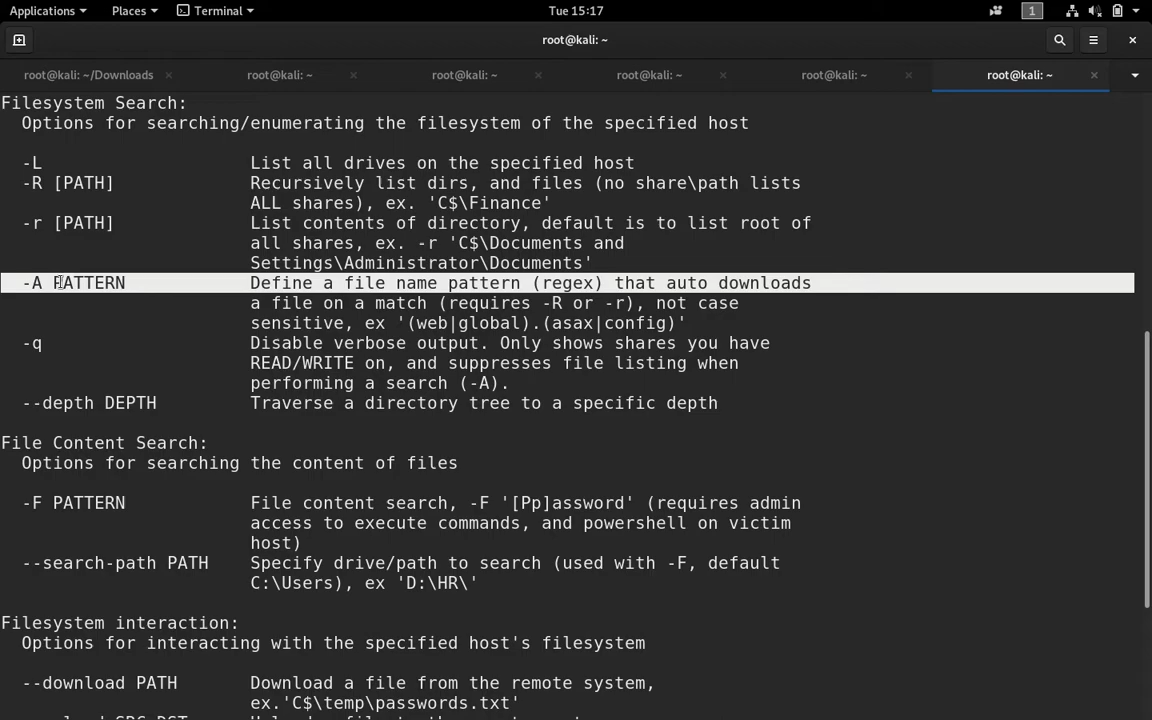 Applications Places Terminal Tue 15:17 1
root@kali: ~
root@kali: ~/Downloads root@kali: ~ root@kali: ~ root@kali: ~ root@kali: ~ root@kali: ~
Filesystem Search:
Options for searching/enumerating the filesystem of the specified host
-L List all drives on the specified host
-R [PATH] Recursively list dirs, and files (no share\path lists
ALL shares), ex. 'C$\Finance'
-r [PATH] List contents of directory, default is to list root of
all shares, ex. -r 'C$\Documents and
Settings\Administrator\Documents'
-A PATTERN Define a file name pattern (regex) that auto downloads
a file on a match (requires -R or -r), not case
sensitive, ex '(web|global).(asax|config)'
-q Disable verbose output. Only shows shares you have
READ/WRITE on, and suppresses file listing when
performing a search (-A).
--depth DEPTH Traverse a directory tree to a specific depth
File Content Search:
Options for searching the content of files
-F PATTERN File content search, -F '[Pp]assword' (requires admin
access to execute commands, and powershell on victim
host)
--search-path PATH Specify drive/path to search (used with -F, default
C:\Users), ex 'D:\HR\'
Filesystem interaction:
Options for interacting with the specified host's filesystem
--download PATH Download a file from the remote system,
ex.'C$\temp\passwords.txt'